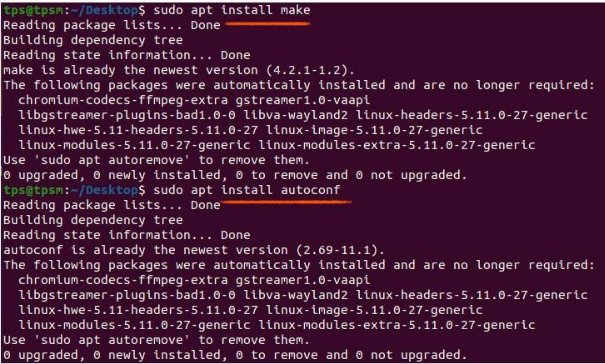 tps@tpsm:~/Desktop$ sudo apt install make
Reading package lists... Done
Building dependency tree
Reading state information... Done
make is already the newest version (4.2.1-1.2).
The following packages were automatically installed and are no longer required:
  chromium-codecs-ffmpeg-extra gstreamer1.0-vaapi
  libgstreamer-plugins-bad1.0-0 libva-wayland2 linux-headers-5.11.0-27-generic
  linux-hwe-5.11-headers-5.11.0-27 linux-image-5.11.0-27-generic
  linux-modules-5.11.0-27-generic linux-modules-extra-5.11.0-27-generic
Use 'sudo apt autoremove' to remove them.
0 upgraded, 0 newly installed, 0 to remove and 0 not upgraded.
tps@tpsm:~/Desktop$ sudo apt install autoconf
Reading package lists... Done
Building dependency tree
Reading state information... Done
autoconf is already the newest version (2.69-11.1).
The following packages were automatically installed and are no longer required:
  chromium-codecs-ffmpeg-extra gstreamer1.0-vaapi
  libgstreamer-plugins-bad1.0-0 libva-wayland2 linux-headers-5.11.0-27-generic
  linux-hwe-5.11-headers-5.11.0-27 linux-image-5.11.0-27-generic
  linux-modules-5.11.0-27-generic linux-modules-extra-5.11.0-27-generic
Use 'sudo apt autoremove' to remove them.
0 upgraded, 0 newly installed, 0 to remove and 0 not upgraded.